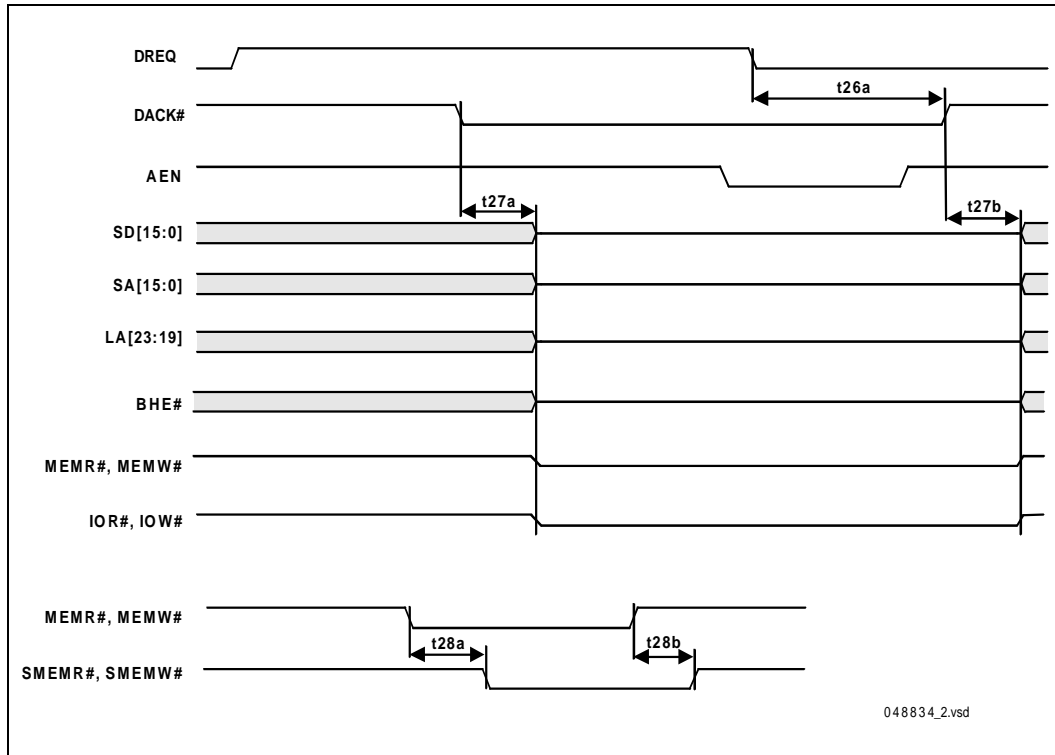 DREQ
t26a
DACK#
AEN
t27a
t27b
SD[15:0]
SA[15:0]
LA[23:19]
BHE#
MEMR#, MEMW#
IOR#, IOW#
MEMR#, MEMW#
t28a
t28b
SMEMR#, SMEMW#
048834_2.vsd